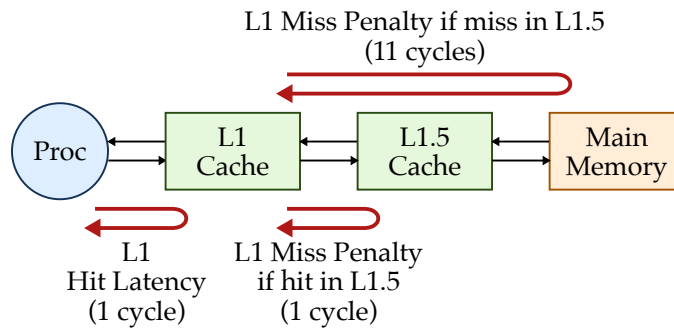 L1 Miss Penalty if miss in L1.5
(11 cycles)
Proc
L1
Cache
L1.5
Cache
Main
Memory
L1
Hit Latency
(1 cycle)
L1 Miss Penalty
if hit in L1.5
(1 cycle)